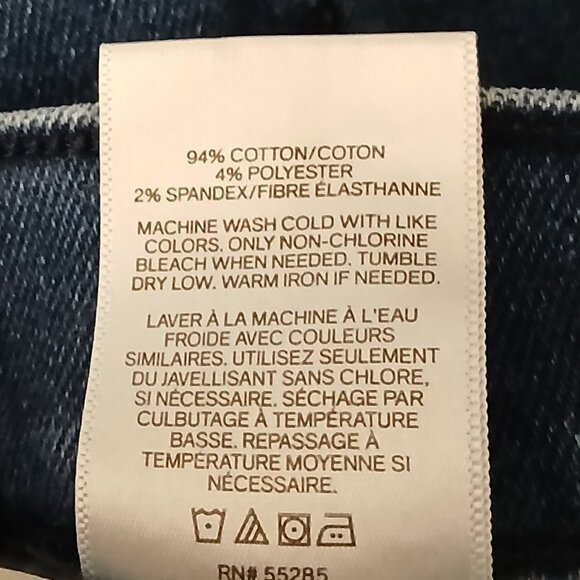 94% COTTON/COTON
4% POLYESTER
2% SPANDEX/FIBRE ÉLASTHANNE
MACHINE WASH COLD WITH LIKE
COLORS. ONLY NON-CHLORINE
BLEACH WHEN NEEDED. TUMBLE
DRY LOW. WARM IRON IF NEEDED.
LAVER À LA MACHINE À L'EAU
FROIDE AVEC COULEURS
SIMILAIRES. UTILISEZ SEULEMENT
DU JAVELLISANT SANS CHLORE,
SI NÉCESSAIRE. SÉCHAGE PAR
CULBUTAGE À TEMPÉRATURE
BASSE. REPASSAGE À
TEMPÉRATURE MOYENNE SI
NÉCESSAIRE.
RN# 55285